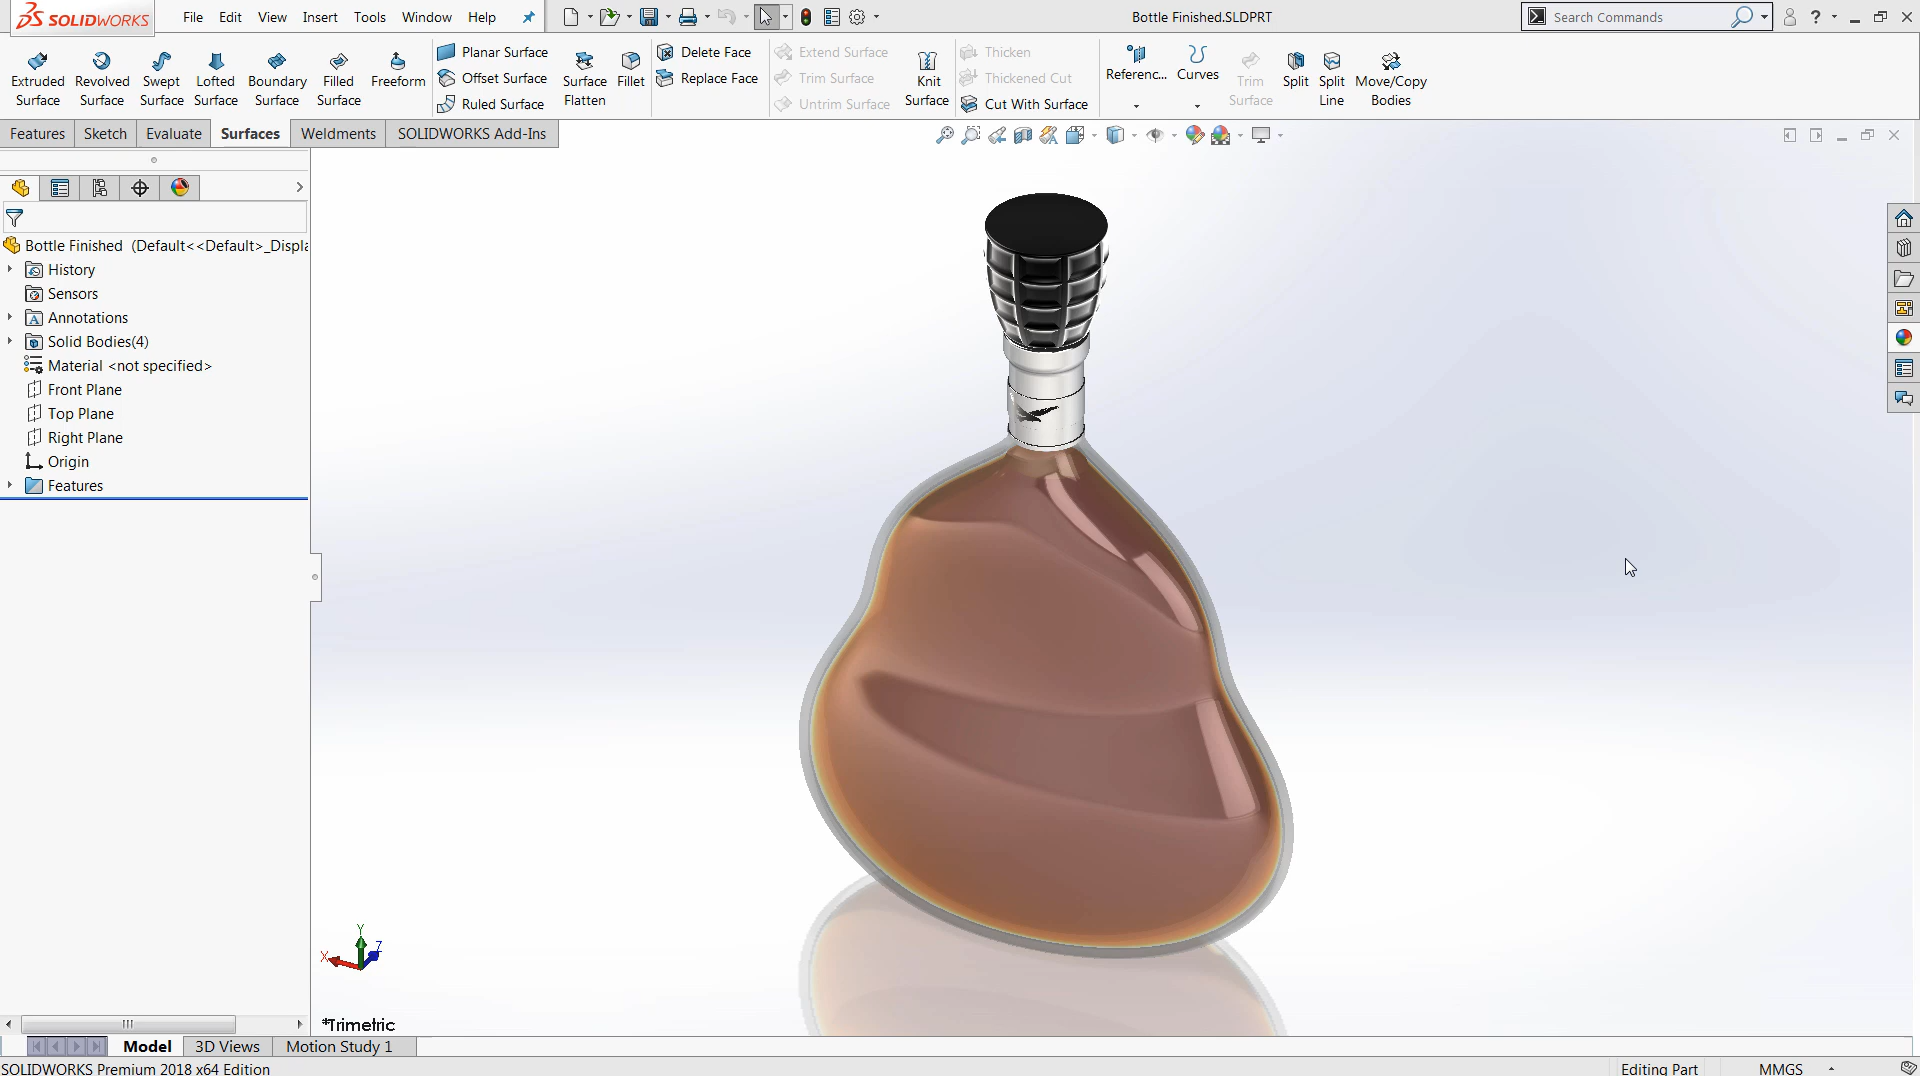 SOLIDWORKS File Edit View Insert Tools Window Help Bottle Finished.SLDPRT Search Commands ?
Extruded Surface
Revolved Surface
Swept Surface
Lofted Surface
Boundary Surface
Filled Surface
Freeform
Planar Surface
Offset Surface
Ruled Surface
Surface Flatten
Fillet
Delete Face
Replace Face
Extend Surface
Trim Surface
Untrim Surface
Knit Surface
Thicken
Thickened Cut
Cut With Surface
Referenc...
Curves
Trim Surface
Split
Split Line
Move/Copy Bodies
Features Sketch Evaluate Surfaces Weldments SOLIDWORKS Add-Ins
Bottle Finished (Default<<Default>_Displa
History
Sensors
Annotations
Solid Bodies(4)
Material <not specified>
Front Plane
Top Plane
Right Plane
Origin
Features
Y
X
Z
*Trimetric
Model 3D Views Motion Study 1
SOLIDWORKS Premium 2018 x64 Edition Editing Part MMGS